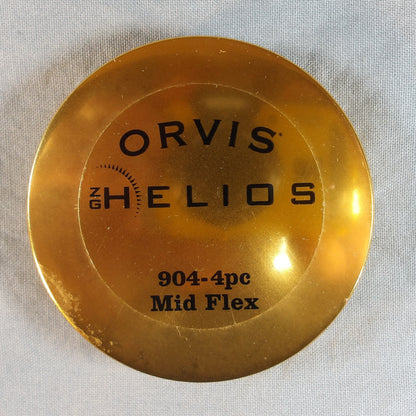 ORVIS®
ZG HELIOS
904-4pc
Mid Flex